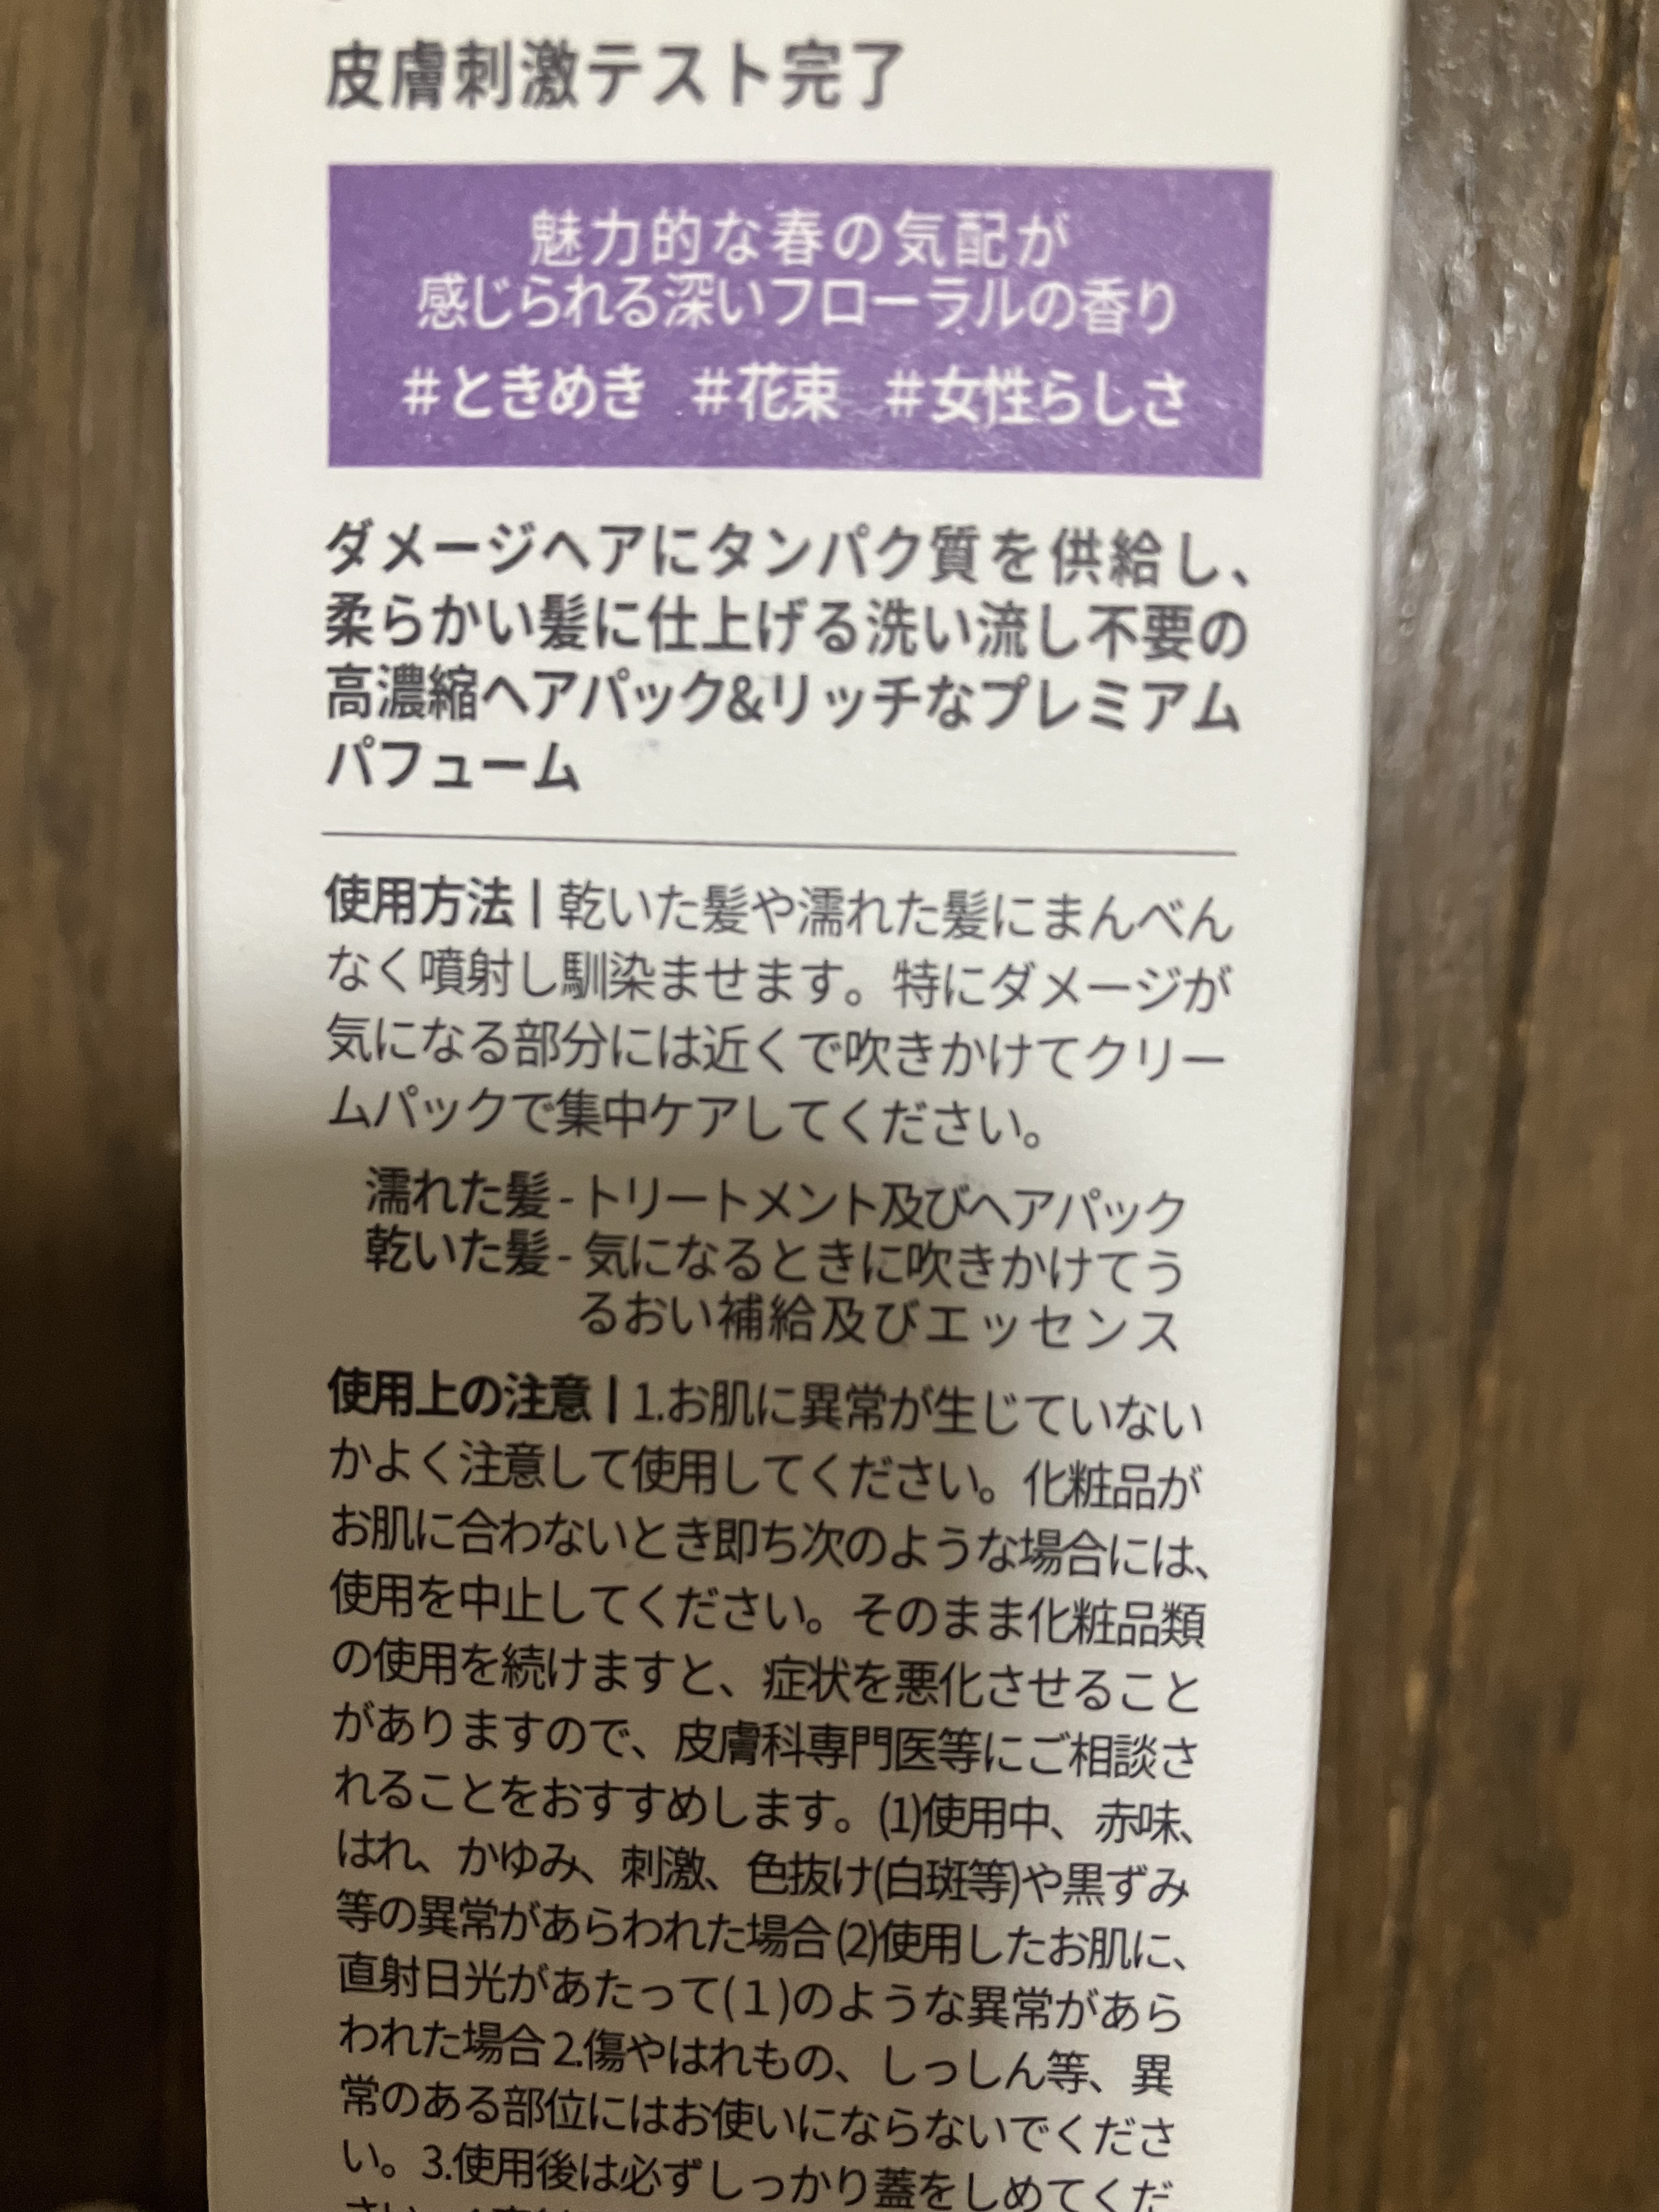 皮膚刺激テスト完了
魅力的な春の気配が
感じられる深いフローラルの香り
#ときめき #花束 #女性らしさ
ダメージヘアにタンパク質を供給し、
柔らかい髪に仕上げる洗い流し不要の
高濃縮ヘアパック&リッチなプレミアム
パフューム
使用方法 | 乾いた髪や濡れた髪にまんべん
なく噴射し馴染ませます。特にダメージが
気になる部分には近くで吹きかけてクリー
ムパックで集中ケアしてください。
濡れた髪 - トリートメント及びヘアパック
乾いた髪 - 気になるときに吹きかけてう
るおい補給及びエッセンス
使用上の注意 | 1.お肌に異常が生じていない
かよく注意して使用してください。化粧品が
お肌に合わないとき即ち次のような場合には、
使用を中止してください。そのまま化粧品類
の使用を続けますと、症状を悪化させること
がありますので、皮膚科専門医等にご相談さ
れることをおすすめします。(1)使用中、赤味、
はれ、かゆみ、刺激、色抜け(白斑等)や黒ずみ
等の異常があらわれた場合(2)使用したお肌に、
直射日光があたって(1)のような異常があら
われた場合 2.傷やはれもの、しっしん等、異
常のある部位にはお使いにならないでくださ
い。3.使用後は必ずしっかり蓋をしめてくだ